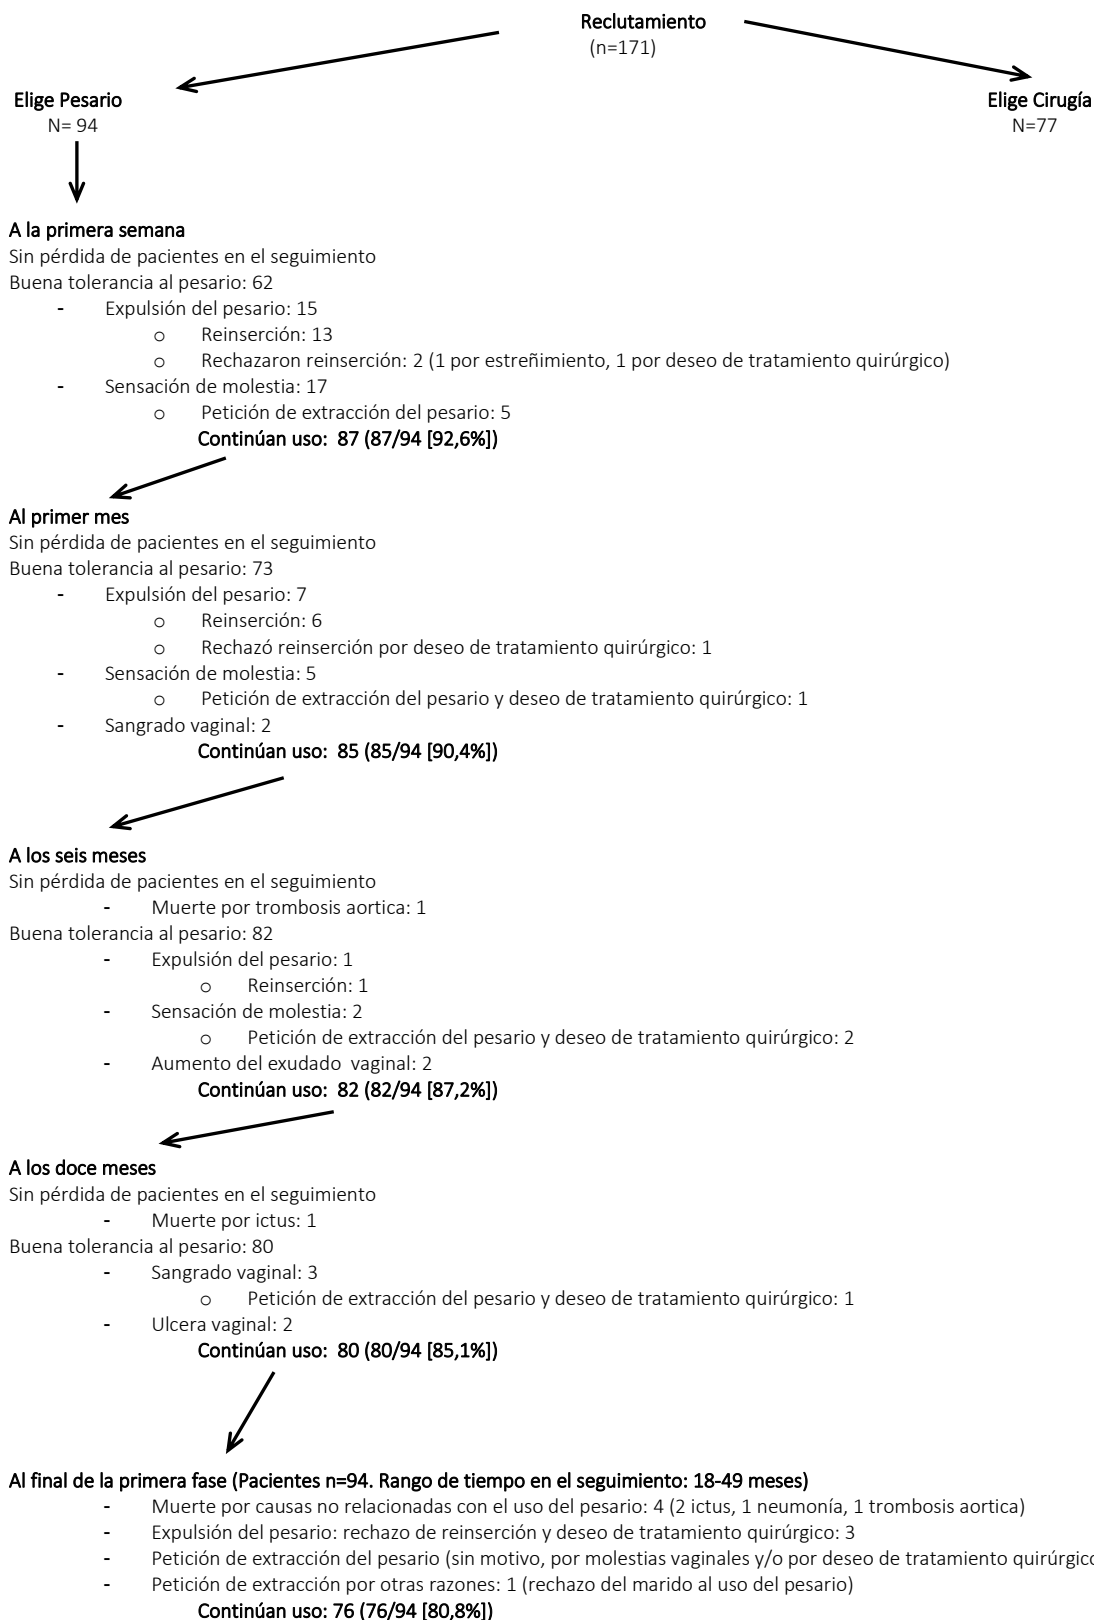 Reclutamiento
(n=171)
Elige Pesario
N= 94
Elige Cirugía
N=77
A la primera semana
Sin pérdida de pacientes en el seguimiento
Buena tolerancia al pesario: 62
- Expulsión del pesario: 15
o Reinserción: 13
o Rechazaron reinserción: 2 (1 por estreñimiento, 1 por deseo de tratamiento quirúrgico)
- Sensación de molestia: 17
o Petición de extracción del pesario: 5
Continúan uso: 87 (87/94 [92,6%])
Al primer mes
Sin pérdida de pacientes en el seguimiento
Buena tolerancia al pesario: 73
- Expulsión del pesario: 7
o Reinserción: 6
o Rechazó reinserción por deseo de tratamiento quirúrgico: 1
- Sensación de molestia: 5
o Petición de extracción del pesario y deseo de tratamiento quirúrgico: 1
- Sangrado vaginal: 2
Continúan uso: 85 (85/94 [90,4%])
A los seis meses
Sin pérdida de pacientes en el seguimiento
- Muerte por trombosis aortica: 1
Buena tolerancia al pesario: 82
- Expulsión del pesario: 1
o Reinserción: 1
- Sensación de molestia: 2
o Petición de extracción del pesario y deseo de tratamiento quirúrgico: 2
- Aumento del exudado vaginal: 2
Continúan uso: 82 (82/94 [87,2%])
A los doce meses
Sin pérdida de pacientes en el seguimiento
- Muerte por ictus: 1
Buena tolerancia al pesario: 80
- Sangrado vaginal: 3
o Petición de extracción del pesario y deseo de tratamiento quirúrgico: 1
- Ulcera vaginal: 2
Continúan uso: 80 (80/94 [85,1%])
Al final de la primera fase (Pacientes n=94. Rango de tiempo en el seguimiento: 18-49 meses)
- Muerte por causas no relacionadas con el uso del pesario: 4 (2 ictus, 1 neumonía, 1 trombosis aortica)
- Expulsión del pesario: rechazo de reinserción y deseo de tratamiento quirúrgico: 3
- Petición de extracción del pesario (sin motivo, por molestias vaginales y/o por deseo de tratamiento quirúrgico
- Petición de extracción por otras razones: 1 (rechazo del marido al uso del pesario)
Continúan uso: 76 (76/94 [80,8%])